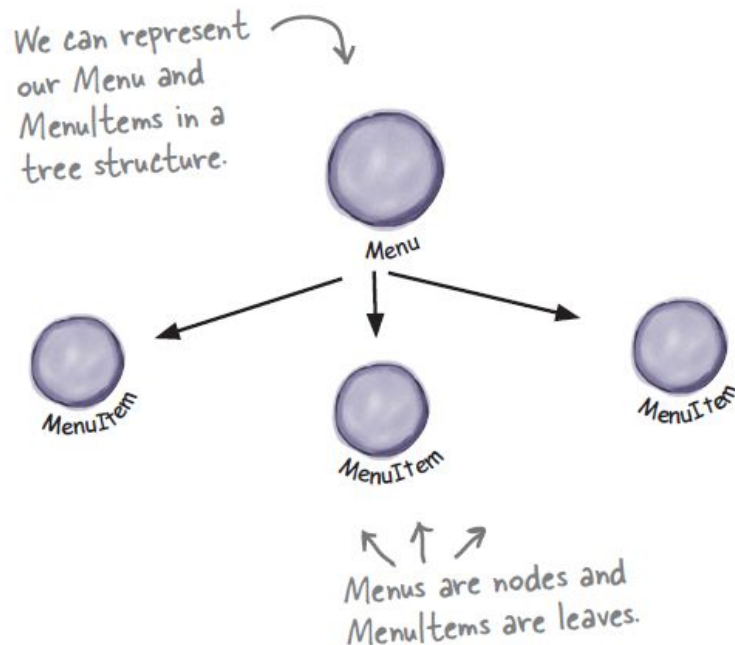 We can represent
our Menu and
MenuItems in a
tree structure.
Menu
MenuItem
MenuItem
MenuItem
Menus are nodes and
MenuItems are leaves.